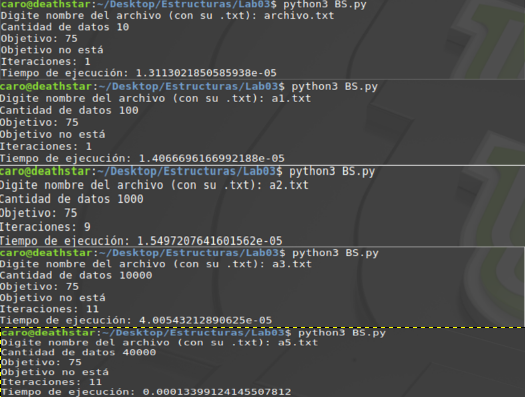 caro@deathstar:~/Desktop/Estructuras/Lab03$ python3 BS.py
Digite nombre del archivo (con su .txt): archivo.txt
Cantidad de datos 10
Objetivo: 75
Objetivo no está
Iteraciones: 1
Tiempo de ejecución: 1.3113021850585938e-05
caro@deathstar:~/Desktop/Estructuras/Lab03$ python3 BS.py
Digite nombre del archivo (con su .txt): a1.txt
Cantidad de datos 100
Objetivo: 75
Objetivo no está
Iteraciones: 1
Tiempo de ejecución: 1.4066696166992188e-05
caro@deathstar:~/Desktop/Estructuras/Lab03$ python3 BS.py
Digite nombre del archivo (con su .txt): a2.txt
Cantidad de datos 1000
Objetivo: 75
Iteraciones: 9
Tiempo de ejecución: 1.5497207641601562e-05
caro@deathstar:~/Desktop/Estructuras/Lab03$ python3 BS.py
Digite nombre del archivo (con su .txt): a3.txt
Cantidad de datos 10000
Objetivo: 75
Objetivo no está
Iteraciones: 11
Tiempo de ejecución: 4.00543212890625e-05
caro@deathstar:~/Desktop/Estructuras/Lab03$ python3 BS.py
Digite nombre del archivo (con su .txt): a5.txt
Cantidad de datos 40000
Objetivo: 75
Objetivo no está
Iteraciones: 11
Tiempo de ejecución: 0.00013399124145507812